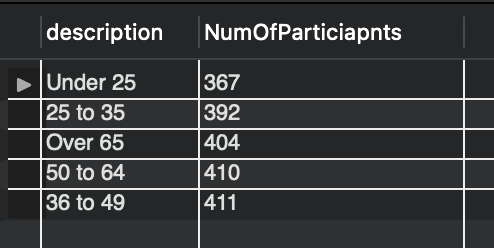 description NumOfParticiapnts
Under 25 367
25 to 35 392
Over 65 404
50 to 64 410
36 to 49 411